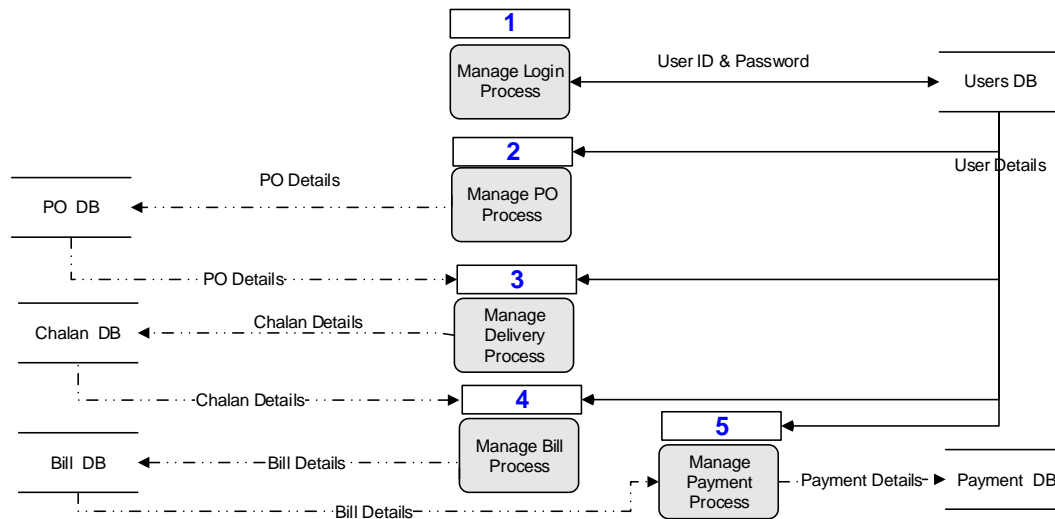 1
Manage Login
Process
User ID & Password
Users DB
2
User Details
Manage PO
Process
PO Details
PO DB
PO Details
3
Manage
Delivery
Process
Chalan Details
Chalan DB
Chalan Details
4
5
Manage Bill
Process
Bill Details
Bill DB
Manage
Payment
Process
Payment Details
Payment DB
Bill Details